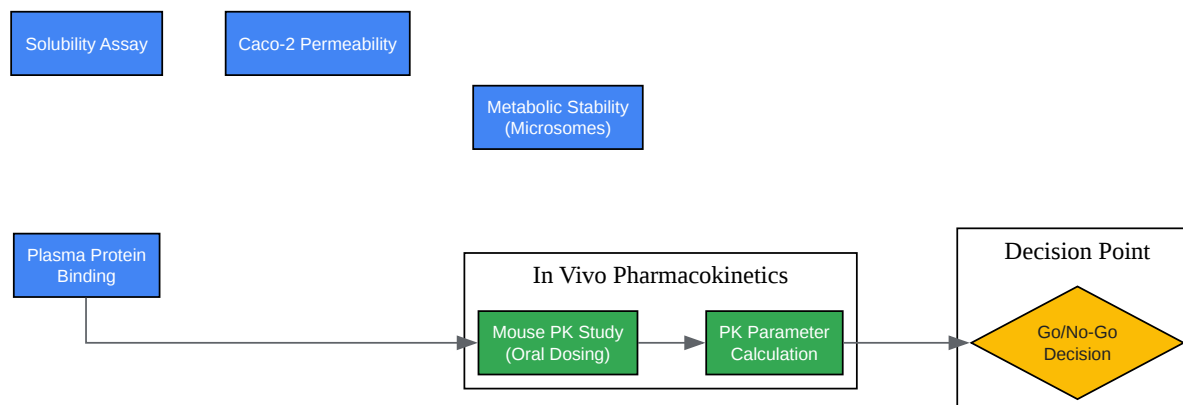 Solubility Assay
Caco-2 Permeability
Metabolic Stability
(Microsomes)
Plasma Protein
Binding
In Vivo Pharmacokinetics
Mouse PK Study
(Oral Dosing)
PK Parameter
Calculation
Decision Point
Go/No-Go
Decision